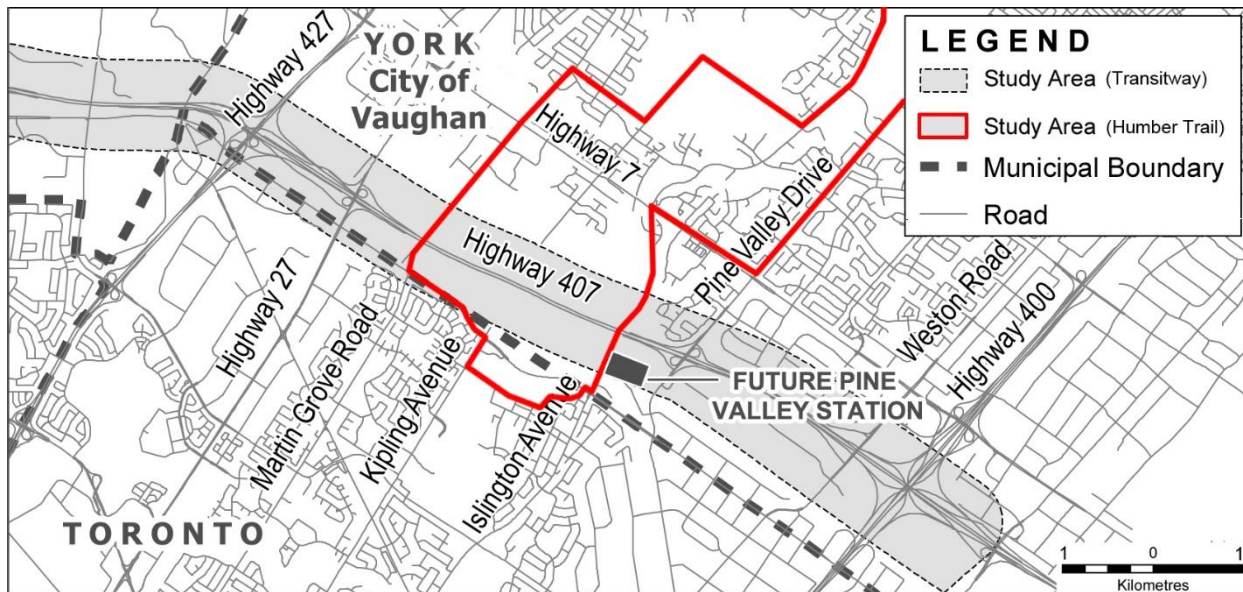 YORK
City of
Vaughan
Highway 427
Highway 7
Pine Valley Drive
Highway 407
Highway 27
Martin Grove Road
Kipling Avenue
Islington Avenue
Weston Road
Highway 400
FUTURE PINE
VALLEY STATION
TORONTO
LEGEND
Study Area (Transitway)
Study Area (Humber Trail)
Municipal Boundary
Road
1 0 1
Kilometres